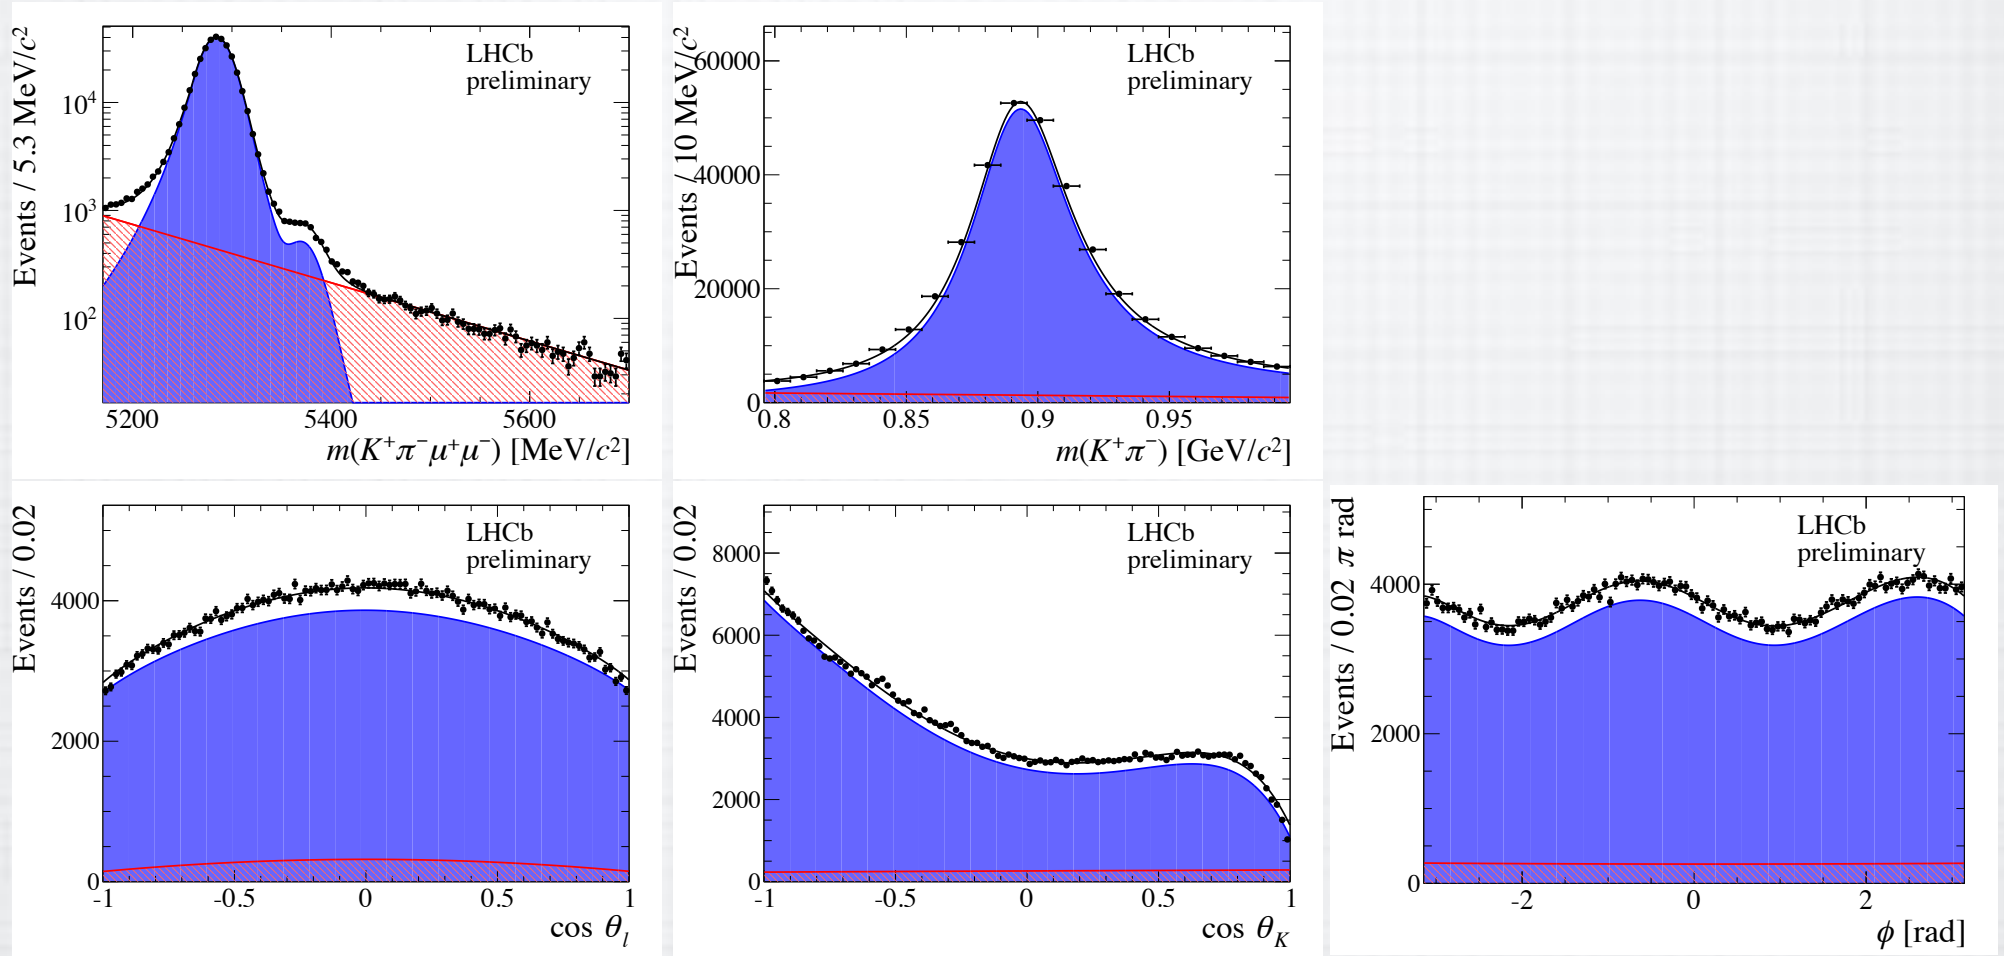 Events / 5.3 MeV/c²
10⁴
10³
10²
LHCb
preliminary
5200 5400 5600
m(K⁺π⁻μ⁺μ⁻) [MeV/c²]
Events / 10 MeV/c²
60000
40000
20000
0
LHCb
preliminary
0.8 0.85 0.9 0.95
m(K⁺π⁻) [GeV/c²]
Events / 0.02
4000
2000
0
LHCb
preliminary
-1 -0.5 0 0.5 1
cos θₗ
Events / 0.02
8000
6000
4000
2000
0
LHCb
preliminary
-1 -0.5 0 0.5 1
cos θ_K
Events / 0.02 π rad
4000
2000
0
LHCb
preliminary
-2 0 2
ϕ [rad]